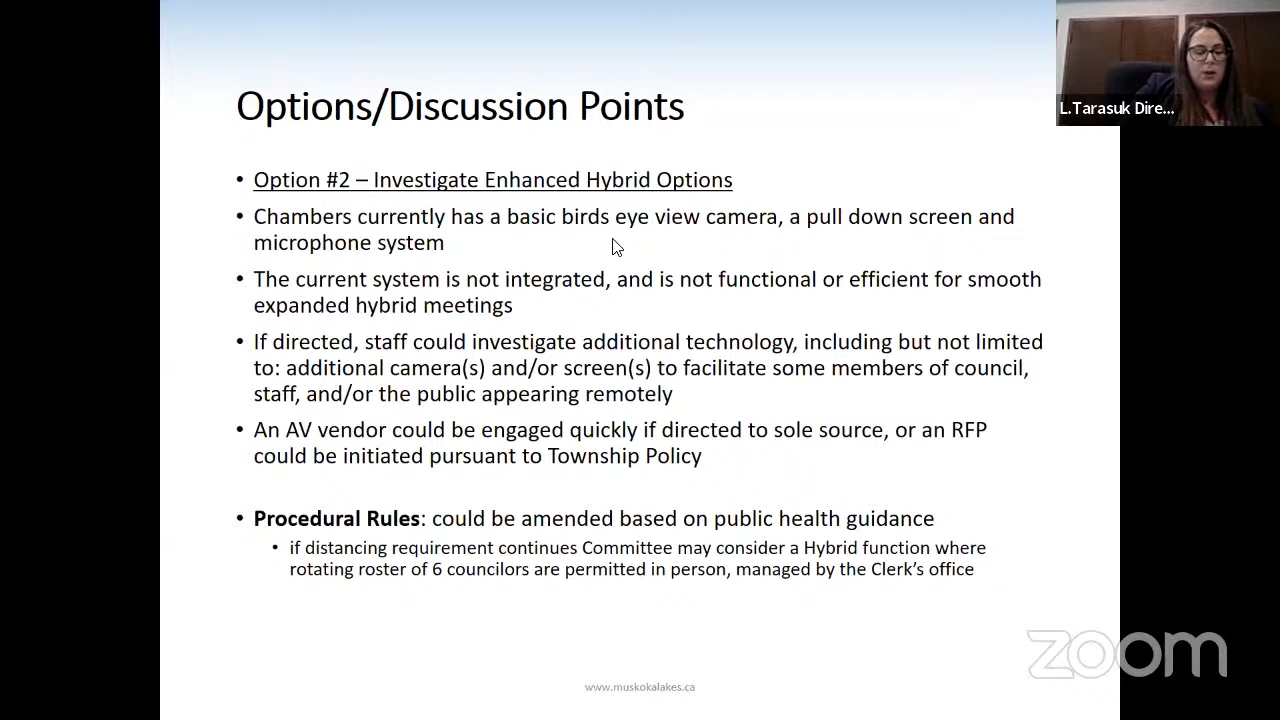 Options/Discussion Points
L.Tarasuk Dire...
• Option #2 – Investigate Enhanced Hybrid Options
• Chambers currently has a basic birds eye view camera, a pull down screen and
microphone system
• The current system is not integrated, and is not functional or efficient for smooth
expanded hybrid meetings
• If directed, staff could investigate additional technology, including but not limited
to: additional camera(s) and/or screen(s) to facilitate some members of council,
staff, and/or the public appearing remotely
• An AV vendor could be engaged quickly if directed to sole source, or an RFP
could be initiated pursuant to Township Policy
• Procedural Rules: could be amended based on public health guidance
• if distancing requirement continues Committee may consider a Hybrid function where
rotating roster of 6 councilors are permitted in person, managed by the Clerk’s office
zoom
www.muskokalakes.ca